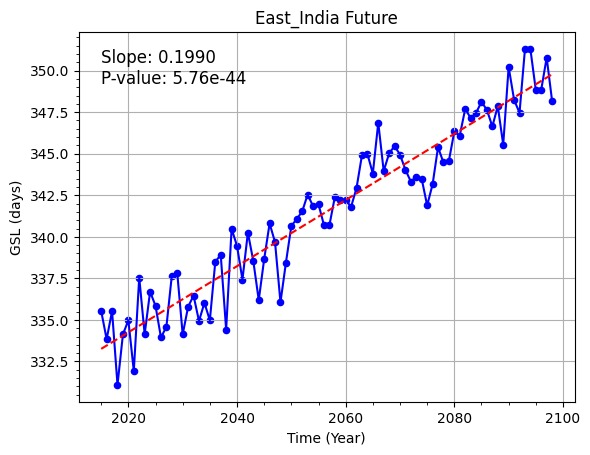 East_India Future
Slope: 0.1990
P-value: 5.76e-44
GSL (days)
350.0
347.5
345.0
342.5
340.0
337.5
335.0
332.5
2020 2040 2060 2080 2100
Time (Year)